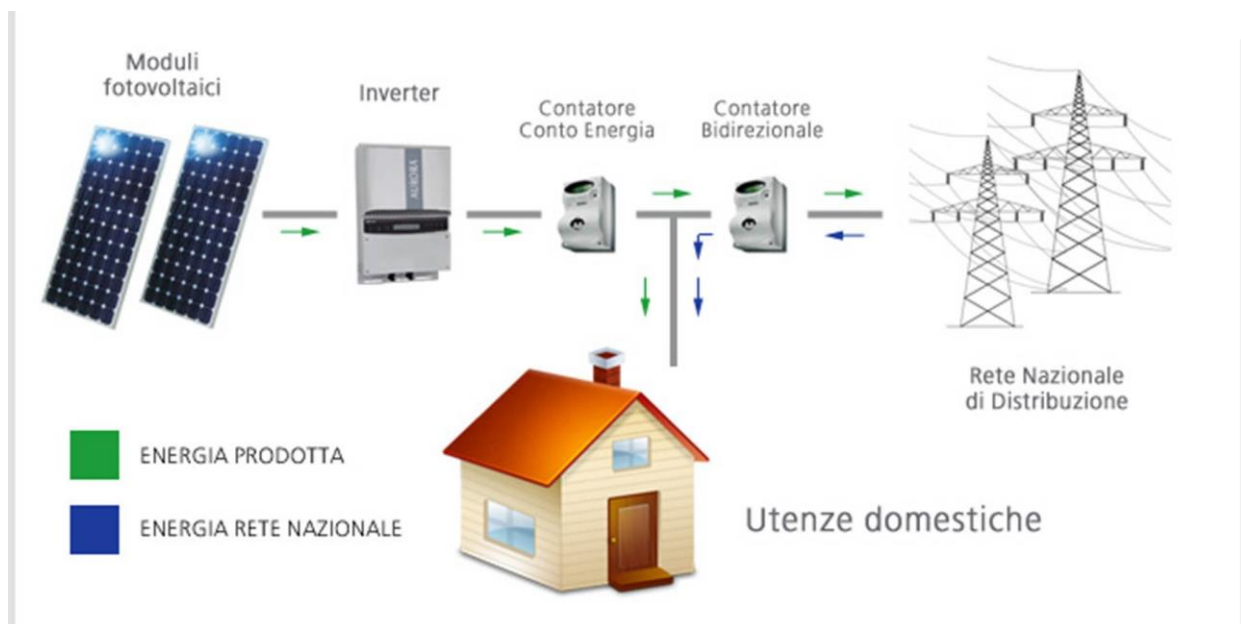 Moduli
fotovoltaici
Inverter
Contatore
Conto Energia
Contatore
Bidirezionale
AURORA
Rete Nazionale
di Distribuzione
ENERGIA PRODOTTA
ENERGIA RETE NAZIONALE
Utenze domestiche